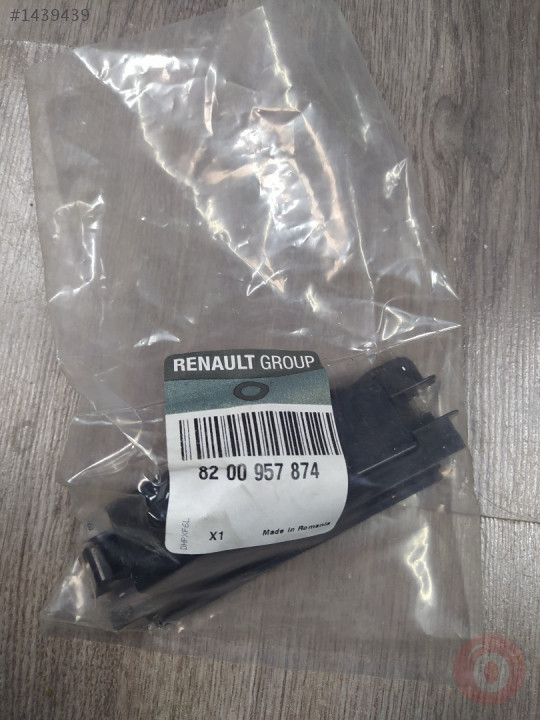 #1439439
RENAULT GROUP
82 00 957 874
X1
Made in Romania